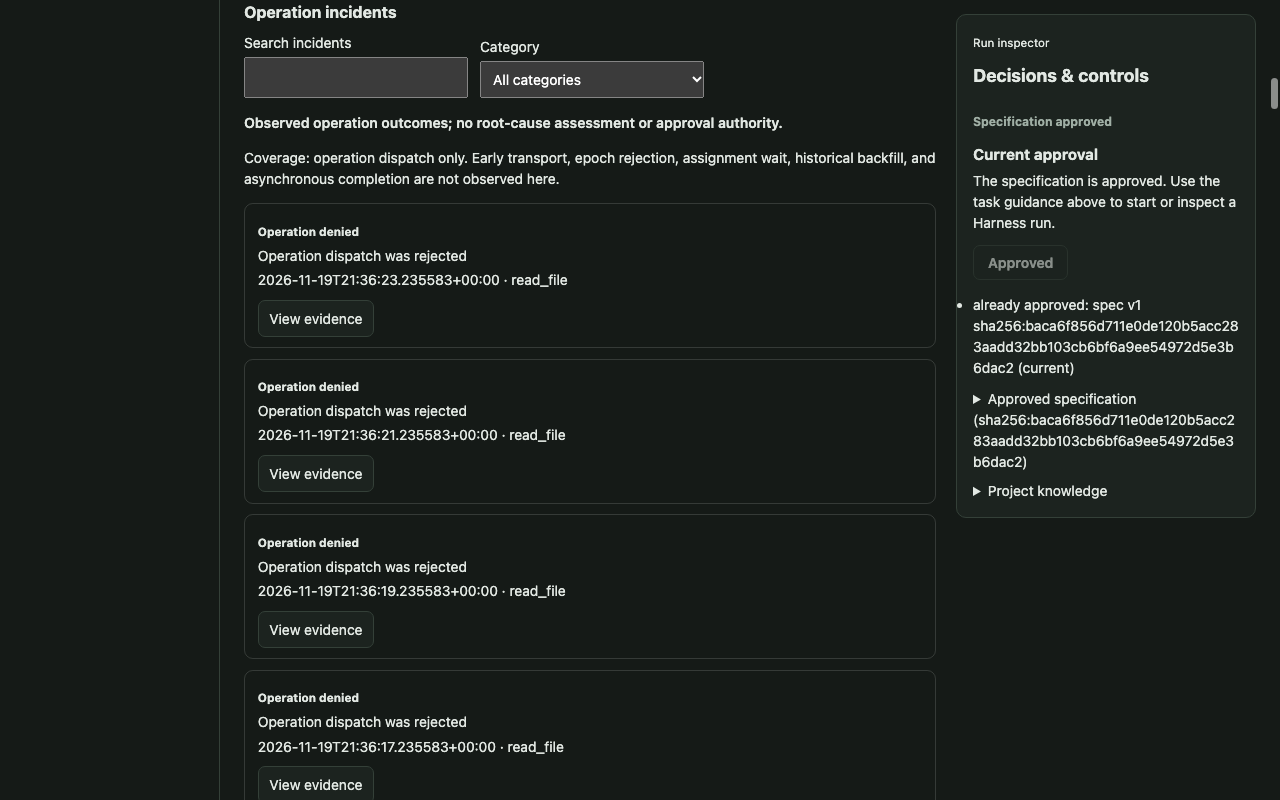 Operation incidents
Search incidents
Category
All categories
Observed operation outcomes; no root-cause assessment or approval authority.
Coverage: operation dispatch only. Early transport, epoch rejection, assignment wait, historical backfill, and
asynchronous completion are not observed here.
Operation denied
Operation dispatch was rejected
2026-11-19T21:36:23.235583+00:00 · read_file
View evidence
Operation denied
Operation dispatch was rejected
2026-11-19T21:36:21.235583+00:00 · read_file
View evidence
Operation denied
Operation dispatch was rejected
2026-11-19T21:36:19.235583+00:00 · read_file
View evidence
Operation denied
Operation dispatch was rejected
2026-11-19T21:36:17.235583+00:00 · read_file
View evidence
Run inspector
Decisions & controls
Specification approved
Current approval
The specification is approved. Use the
task guidance above to start or inspect a
Harness run.
Approved
already approved: spec v1
sha256:baca6f856d711e0de120b5acc28
3aadd32bb103cb6bf6a9ee54972d5e3b
6dac2 (current)
Approved specification
(sha256:baca6f856d711e0de120b5acc2
83aadd32bb103cb6bf6a9ee54972d5e3
b6dac2)
Project knowledge